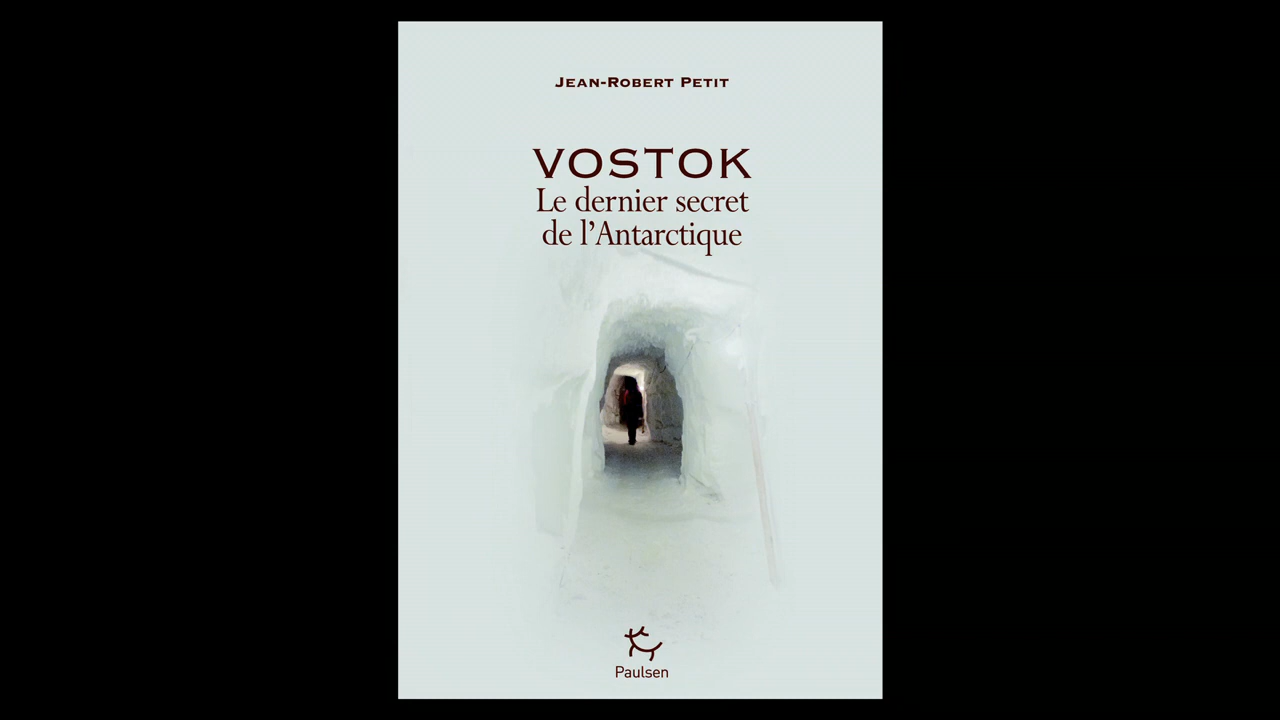 Jean-Robert Petit
VOSTOK
Le dernier secret
de l’Antarctique
Paulsen